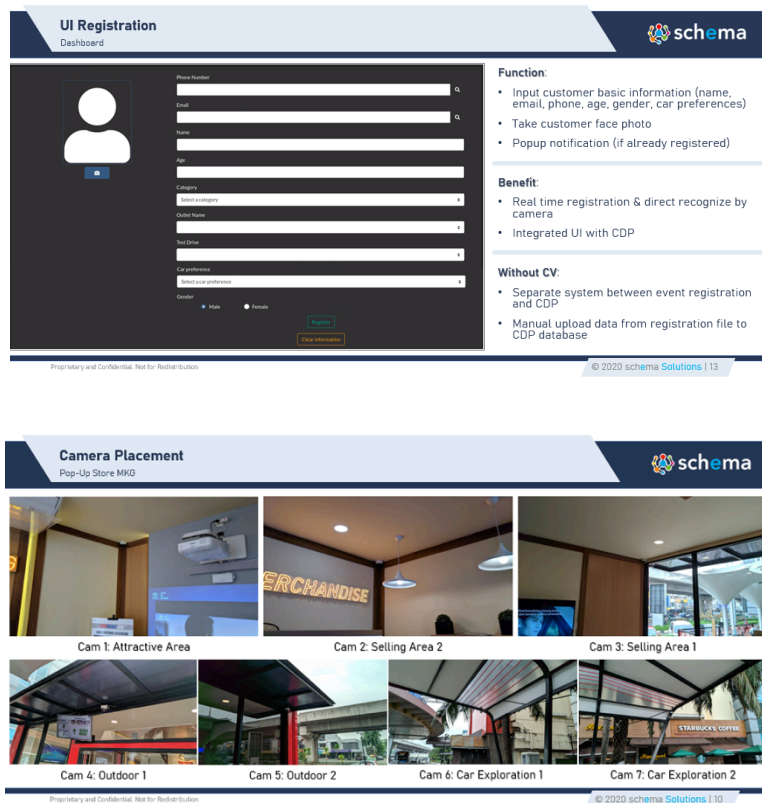 UI Registration
Dashboard
schema
Phone Number
Email
Name
Age
Category
Select a category
Outlet Name
Test Drive
Car preference
Select a car preference
Gender
Male
Female
Register
Clear Information
Function:
• Input customer basic information (name,
email, phone, age, gender, car preferences)
• Take customer face photo
• Popup notification (if already registered)
Benefit:
• Real time registration & direct recognize by
camera
• Integrated UI with CDP
Without CV:
• Separate system between event registration
and CDP
• Manual upload data from registration file to
CDP database
Proprietary and Confidential. Not for Redistribution
© 2020 schema Solutions | 13
Camera Placement
Pop-Up Store MKG
schema
ERCHANDISE
Cam 1: Attractive Area
Cam 2: Selling Area 2
Cam 3: Selling Area 1
STARBUCKS COFFEE
Cam 4: Outdoor 1
Cam 5: Outdoor 2
Cam 6: Car Exploration 1
Cam 7: Car Exploration 2
Proprietary and Confidential. Not for Redistribution
© 2020 schema Solutions | 10